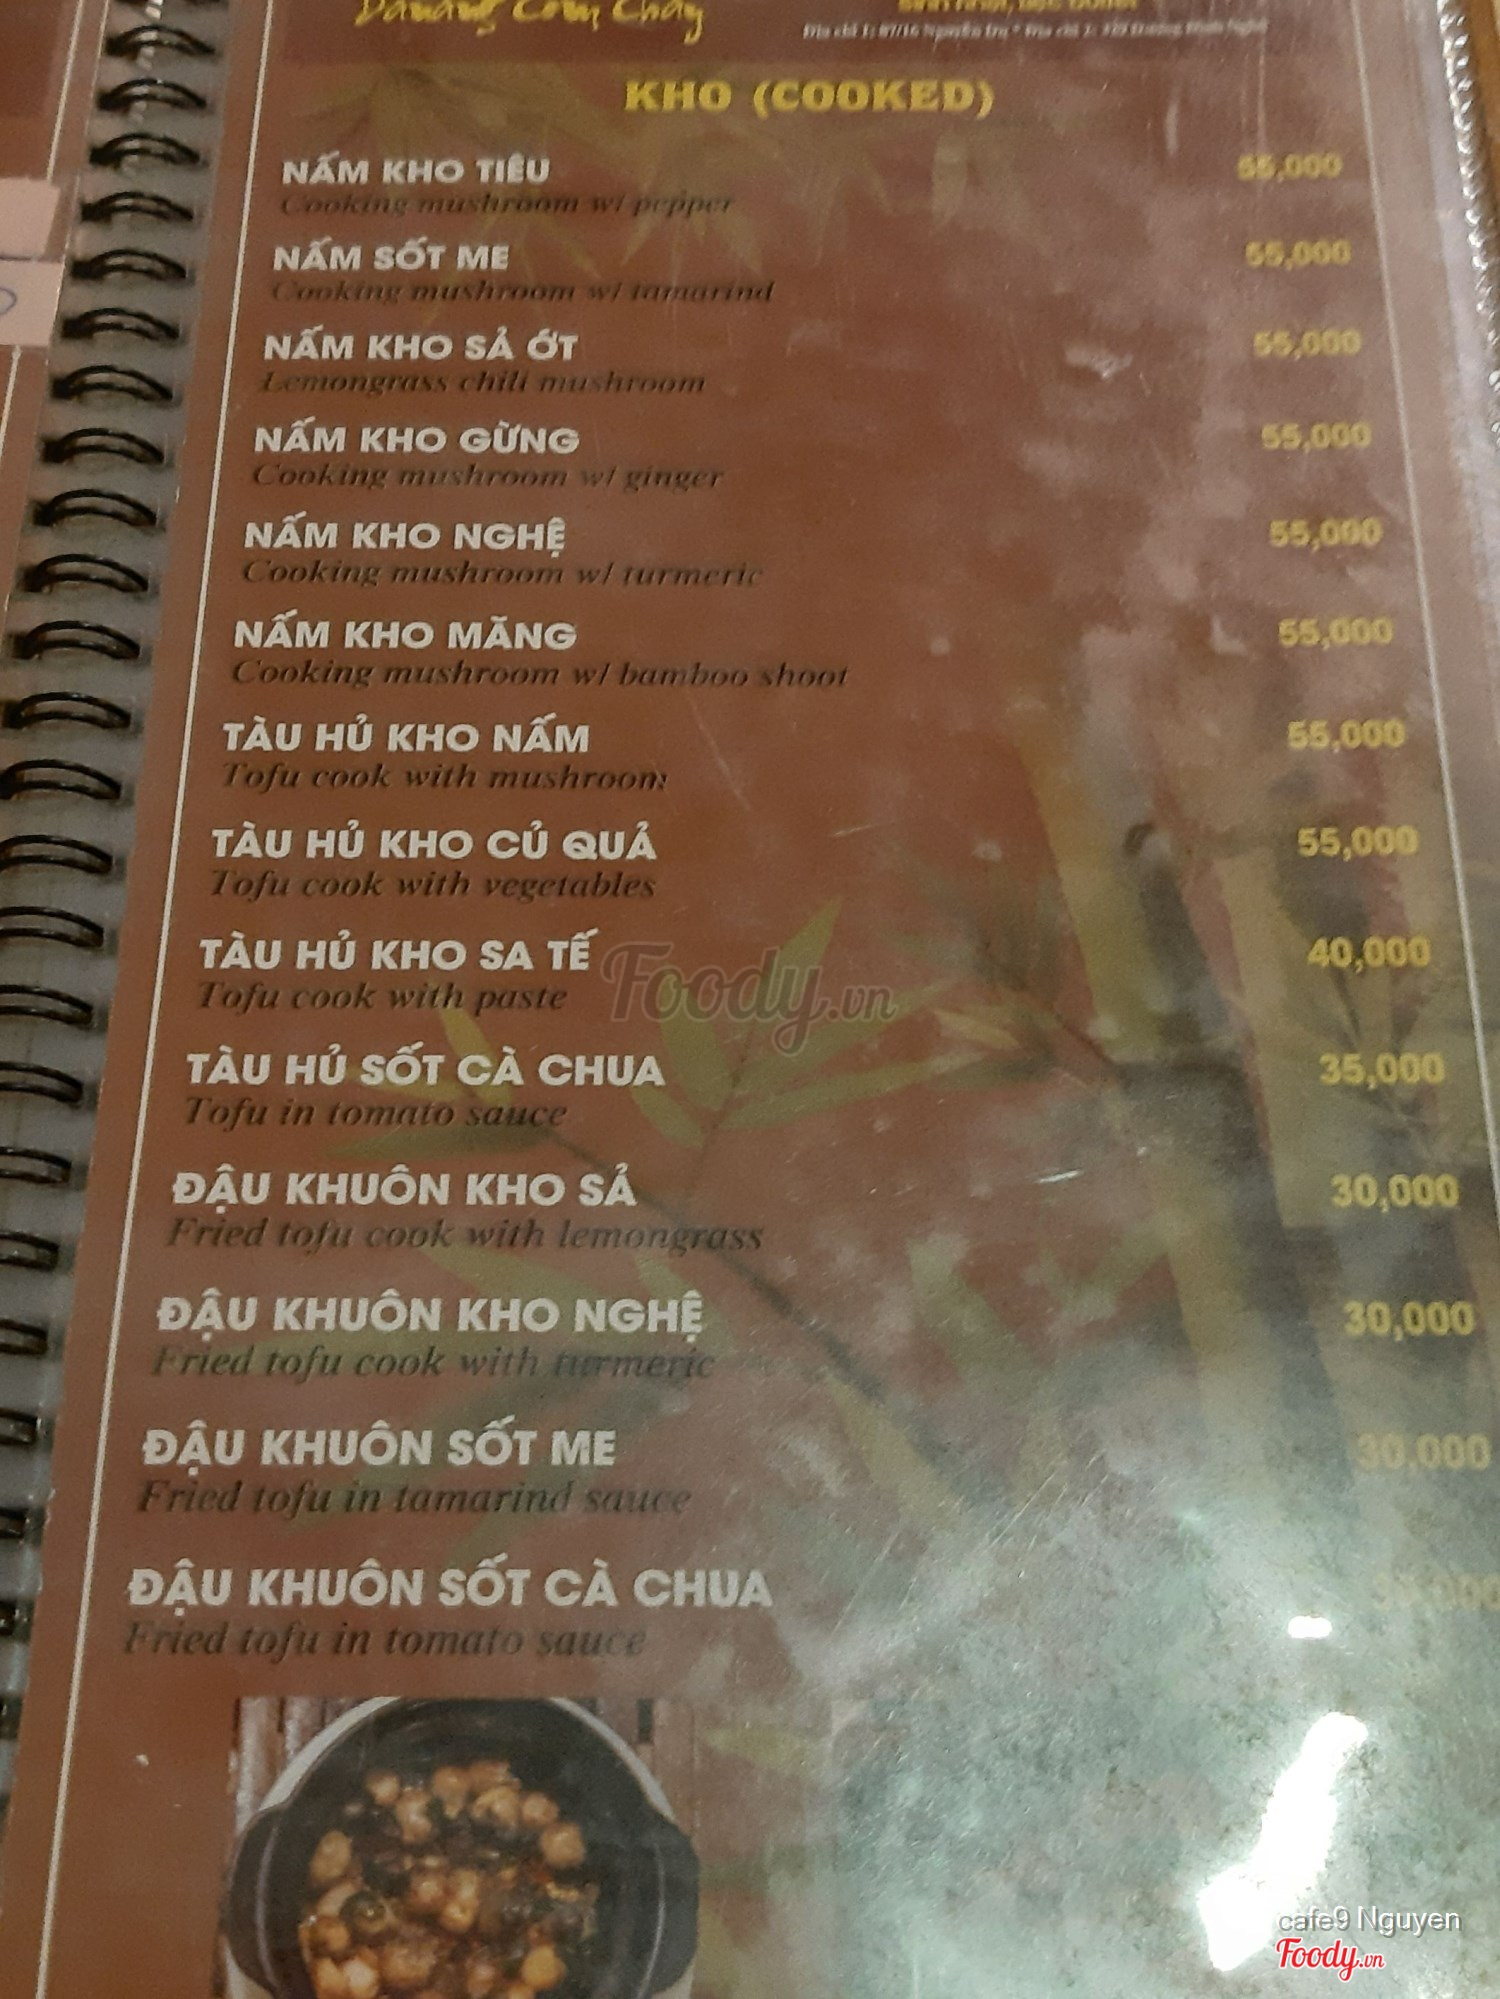 Danang Com Chay
KHO (COOKED)
NẤM KHO TIÊU 55,000
Cooking mushroom w/ pepper
NẤM SỐT ME 55,000
Cooking mushroom w/ tamarind
NẤM KHO SẢ ỚT 55,000
Lemongrass chili mushroom
NẤM KHO GỪNG 55,000
Cooking mushroom w/ ginger
NẤM KHO NGHỆ 55,000
Cooking mushroom w/ turmeric
NẤM KHO MĂNG 55,000
Cooking mushroom w/ bamboo shoot
TÀU HỦ KHO NẤM 55,000
Tofu cook with mushroom
TÀU HỦ KHO CỦ QUẢ 55,000
Tofu cook with vegetables
TÀU HỦ KHO SA TẾ 40,000
Tofu cook with paste
Foody.vn
TÀU HỦ SỐT CÀ CHUA 35,000
Tofu in tomato sauce
ĐẬU KHUÔN KHO SẢ 30,000
Fried tofu cook with lemongrass
ĐẬU KHUÔN KHO NGHỆ 30,000
Fried tofu cook with turmeric
ĐẬU KHUÔN SỐT ME 30,000
Fried tofu in tamarind sauce
ĐẬU KHUÔN SỐT CÀ CHUA
Fried tofu in tomato sauce
cafe9 Nguyen
Foody.vn